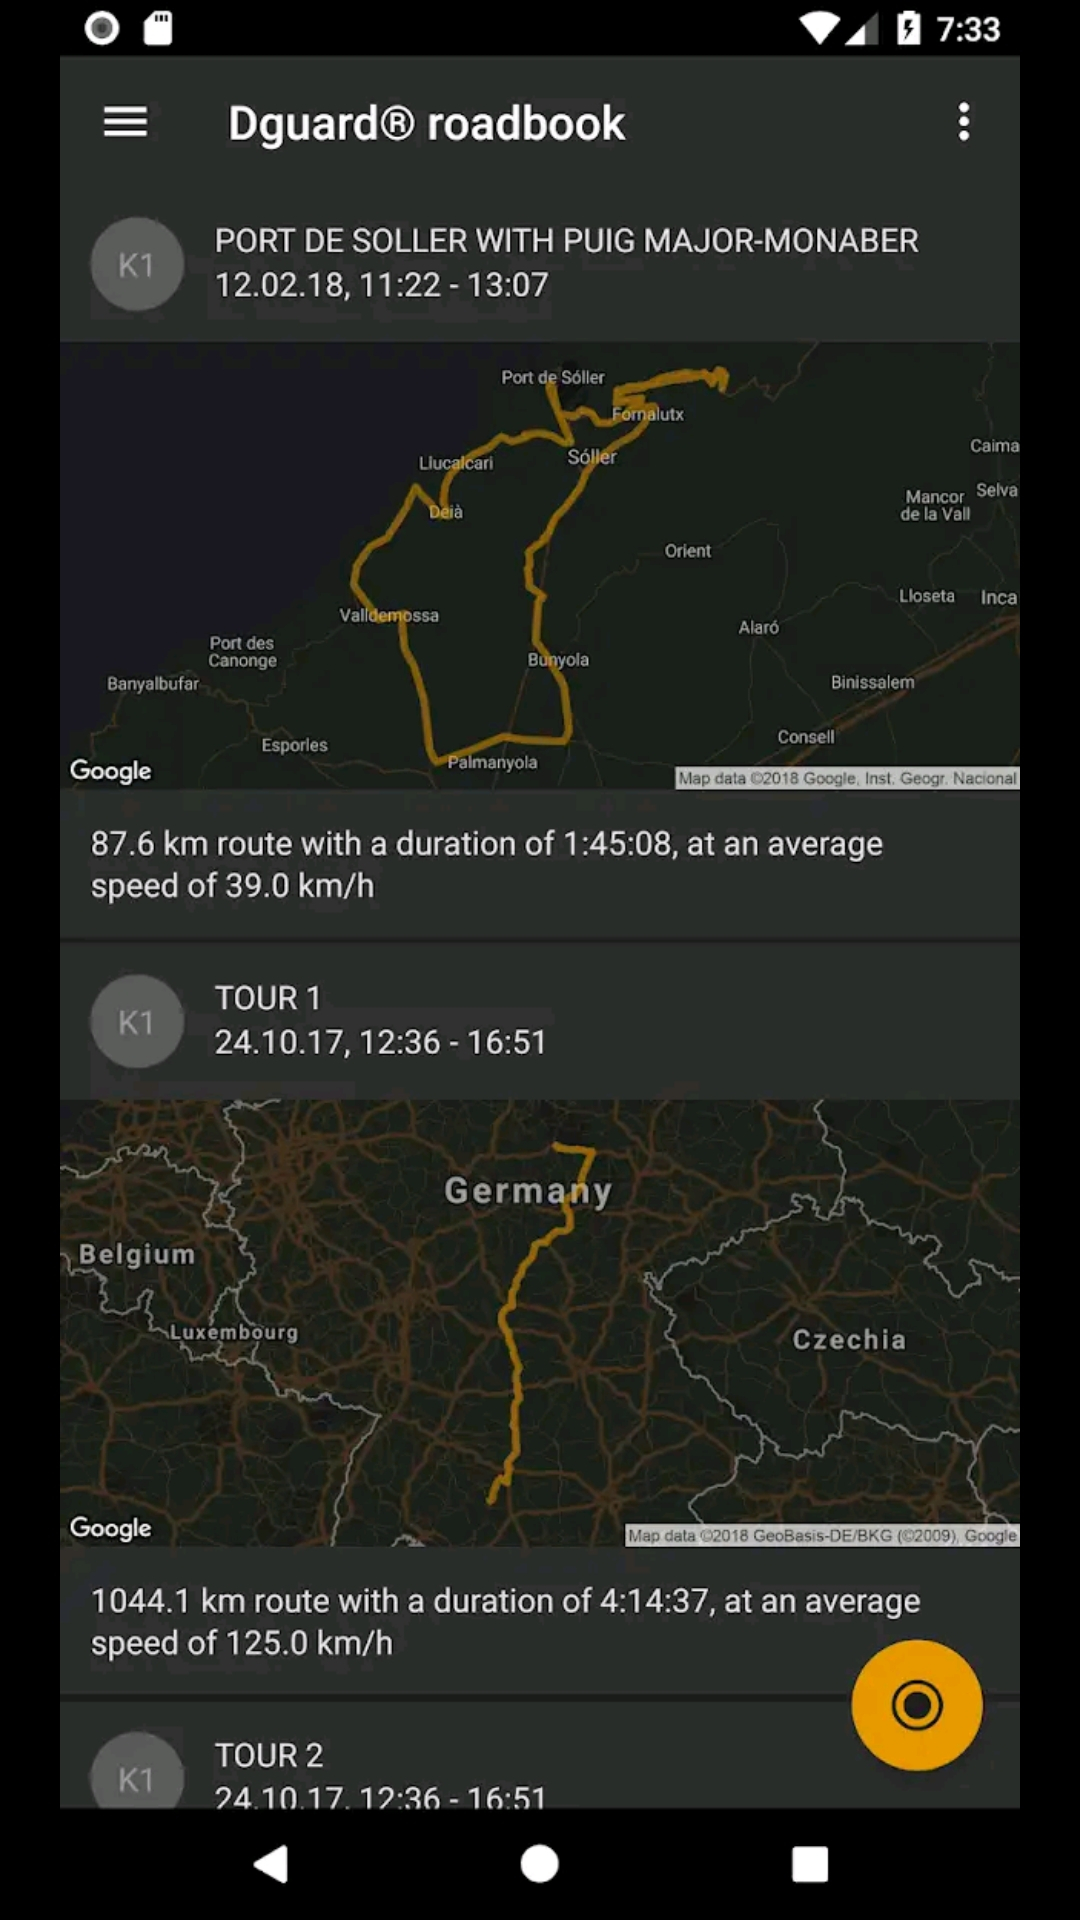 7:33
Dguard® roadbook
K1
PORT DE SOLLER WITH PUIG MAJOR-MONABER
12.02.18, 11:22 - 13:07
Port de Sóller
Fornalutx
Sóller
Llucalcari
Deià
Caima
Mancor
de la Vall
Selva
Orient
Lloseta
Inca
Valldemossa
Alaró
Port des
Canonge
Bunyola
Banyalbufar
Binissalem
Esporles
Consell
Palmanyola
Google
Map data ©2018 Google, Inst. Geogr. Nacional
87.6 km route with a duration of 1:45:08, at an average
speed of 39.0 km/h
K1
TOUR 1
24.10.17, 12:36 - 16:51
Germany
Belgium
Luxembourg
Czechia
Google
Map data ©2018 GeoBasis-DE/BKG (©2009), Google
1044.1 km route with a duration of 4:14:37, at an average
speed of 125.0 km/h
K1
TOUR 2
24.10.17, 12:36 - 16:51